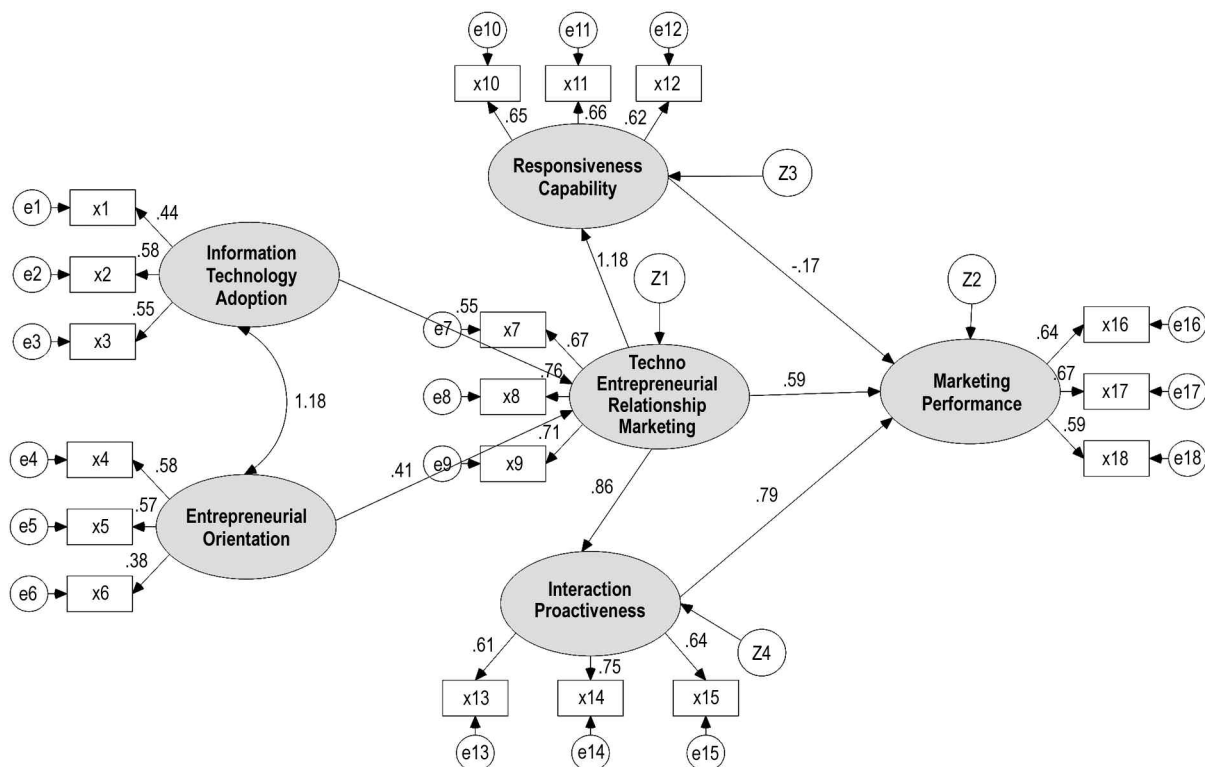 e10
e11
e12
x10
x11
x12
.65
.66
.62
Responsiveness
Capability
Z3
e1
x1
.44
e2
x2
.58
e3
x3
.55
Information
Technology
Adoption
1.18
-.17
Z1
Z2
.55
e7
x7
.67
e8
x8
.76
e9
x9
.71
Techno
Entrepreneurial
Relationship
Marketing
.59
Marketing
Performance
.64
x16
e16
.67
x17
e17
.59
x18
e18
1.18
e4
x4
.58
e5
x5
.57
e6
x6
.38
Entrepreneurial
Orientation
.41
.86
.79
Interaction
Proactiveness
Z4
.61
.75
.64
x13
x14
x15
e13
e14
e15